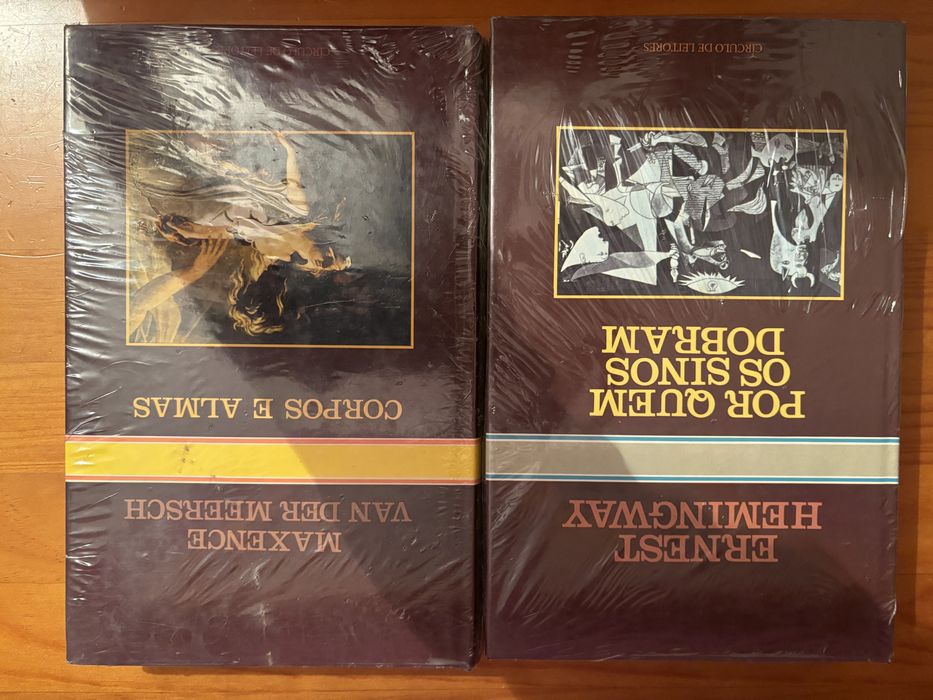 ERNEST
HEMINGWAY
POR QUEM
OS SINOS
DOBRAM
CÍRCULO DE LEITORES
MAXENCE
VAN DER MEERSCH
CORPOS E ALMAS
CÍRCULO DE LEITORES